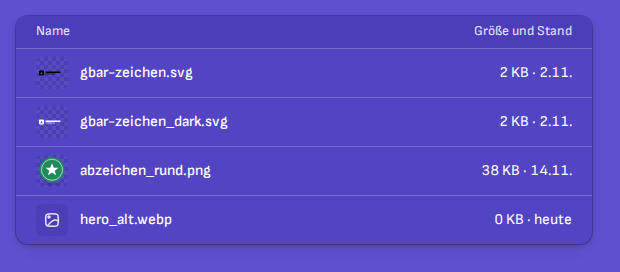 Name Größe und Stand
gbar-zeichen.svg 2 KB · 2.11.
gbar-zeichen_dark.svg 2 KB · 2.11.
abzeichen_rund.png 38 KB · 14.11.
hero_alt.webp 0 KB · heute